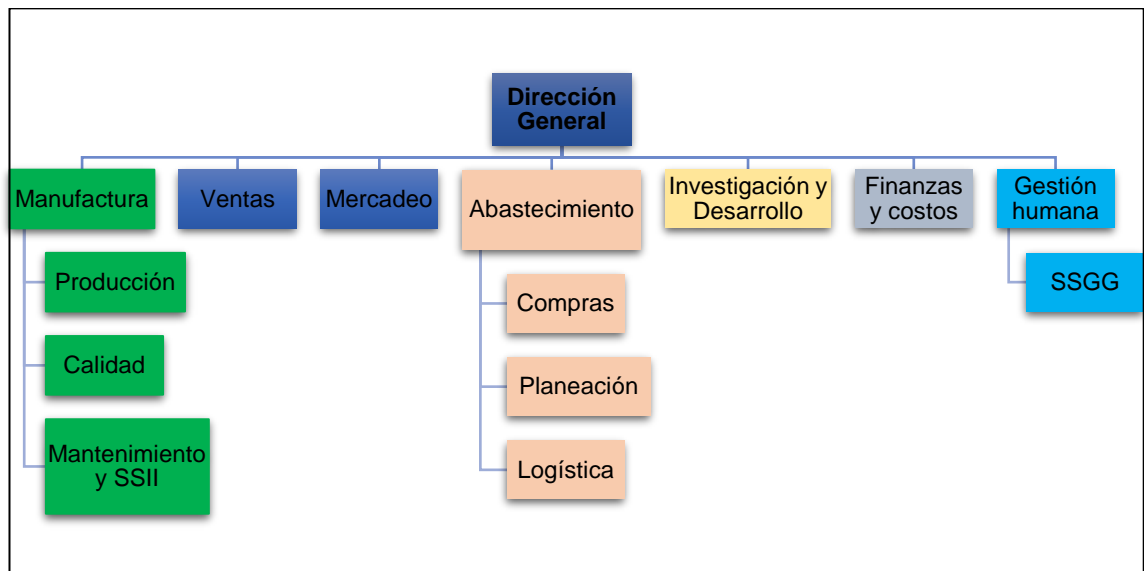 Dirección
General
Manufactura
Ventas
Mercadeo
Abastecimiento
Investigación y
Desarrollo
Finanzas
y costos
Gestión
humana
Producción
Calidad
Mantenimiento
y SSII
Compras
Planeación
Logística
SSGG